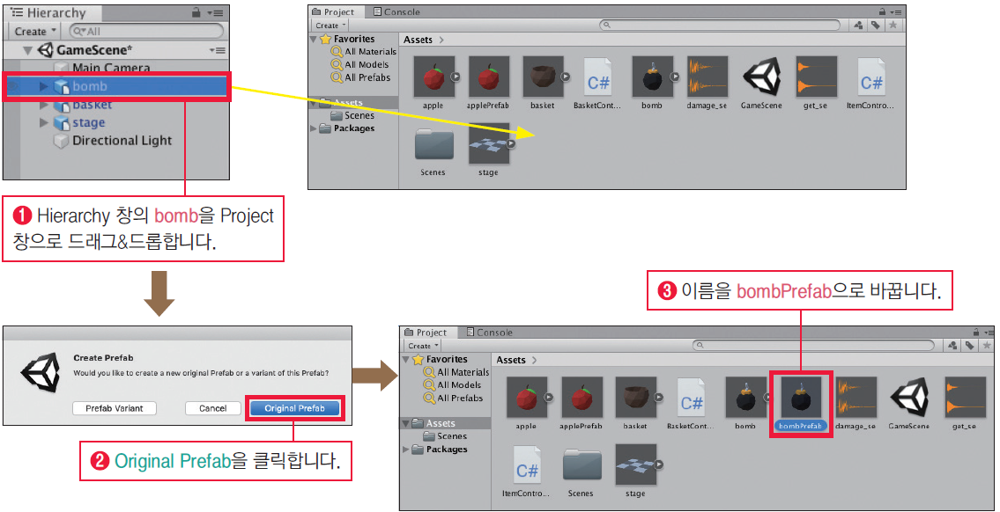 Hierarchy
Create
All
GameScene*
Main Camera
bomb
basket
stage
Directional Light
Project
Console
Create
Favorites
All Materials
All Models
All Prefabs
Assets
Scenes
Packages
Assets
apple
applePrefab
basket
BasketCont...
bomb
damage_se
GameScene
get_se
ItemContro...
Scenes
stage
❶ Hierarchy 창의 bomb을 Project
창으로 드래그&드롭합니다.
Create Prefab
Would you like to create a new original Prefab or a variant of this Prefab?
Prefab Variant
Cancel
Original Prefab
❷ Original Prefab을 클릭합니다.
❸ 이름을 bombPrefab으로 바꿉니다.
Project
Console
Create
Favorites
All Materials
All Models
All Prefabs
Assets
Scenes
Packages
Assets
apple
applePrefab
basket
BasketCont...
bomb
bombPrefab
damage_se
GameScene
get_se
ItemContro...
Scenes
stage